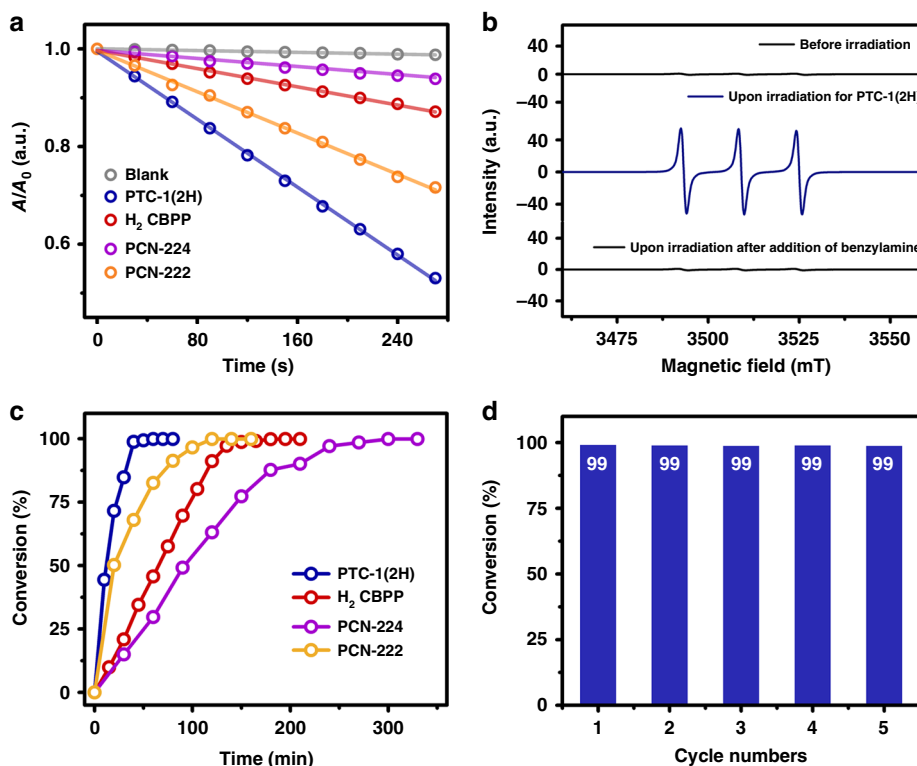 a
A/A0 (a.u.)
1.0
0.8
0.6
Blank
PTC-1(2H)
H2 CBPP
PCN-224
PCN-222
0
90
160
240
Time (s)
b
Intensity (a.u.)
40
0
−40
40
0
−40
40
0
−40
Before irradiation
Upon irradiation for PTC-1(2H)
Upon irradiation after addition of benzylamine
3475
3500
3525
3550
Magnetic field (mT)
c
Conversion (%)
100
75
50
25
0
PTC-1(2H)
H2 CBPP
PCN-224
PCN-222
0
100
200
300
Time (min)
d
Conversion (%)
100
75
50
25
0
99
99
99
99
99
1
2
3
4
5
Cycle numbers